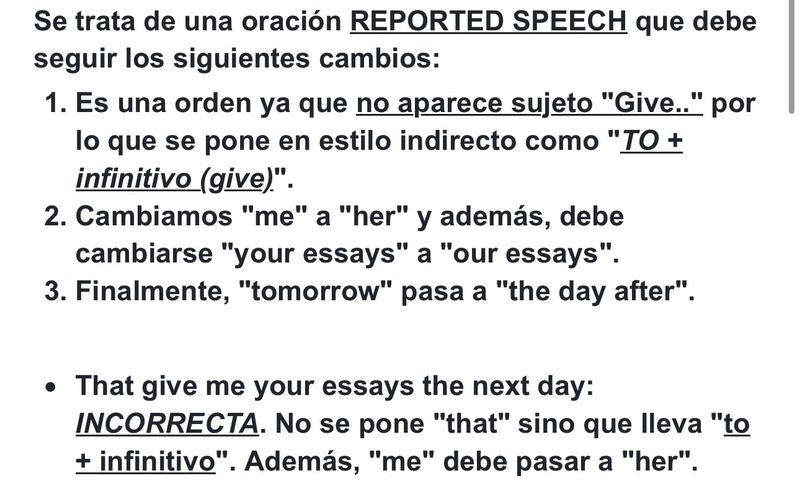 Se trata de una oración REPORTED SPEECH que debe
seguir los siguientes cambios:
1. Es una orden ya que no aparece sujeto "Give.." por
lo que se pone en estilo indirecto como "TO +
infinitivo (give)".
2. Cambiamos "me" a "her" y además, debe
cambiarse "your essays" a "our essays".
3. Finalmente, "tomorrow" pasa a "the day after".
• That give me your essays the next day:
INCORRECTA. No se pone "that" sino que lleva "to
+ infinitivo". Además, "me" debe pasar a "her".